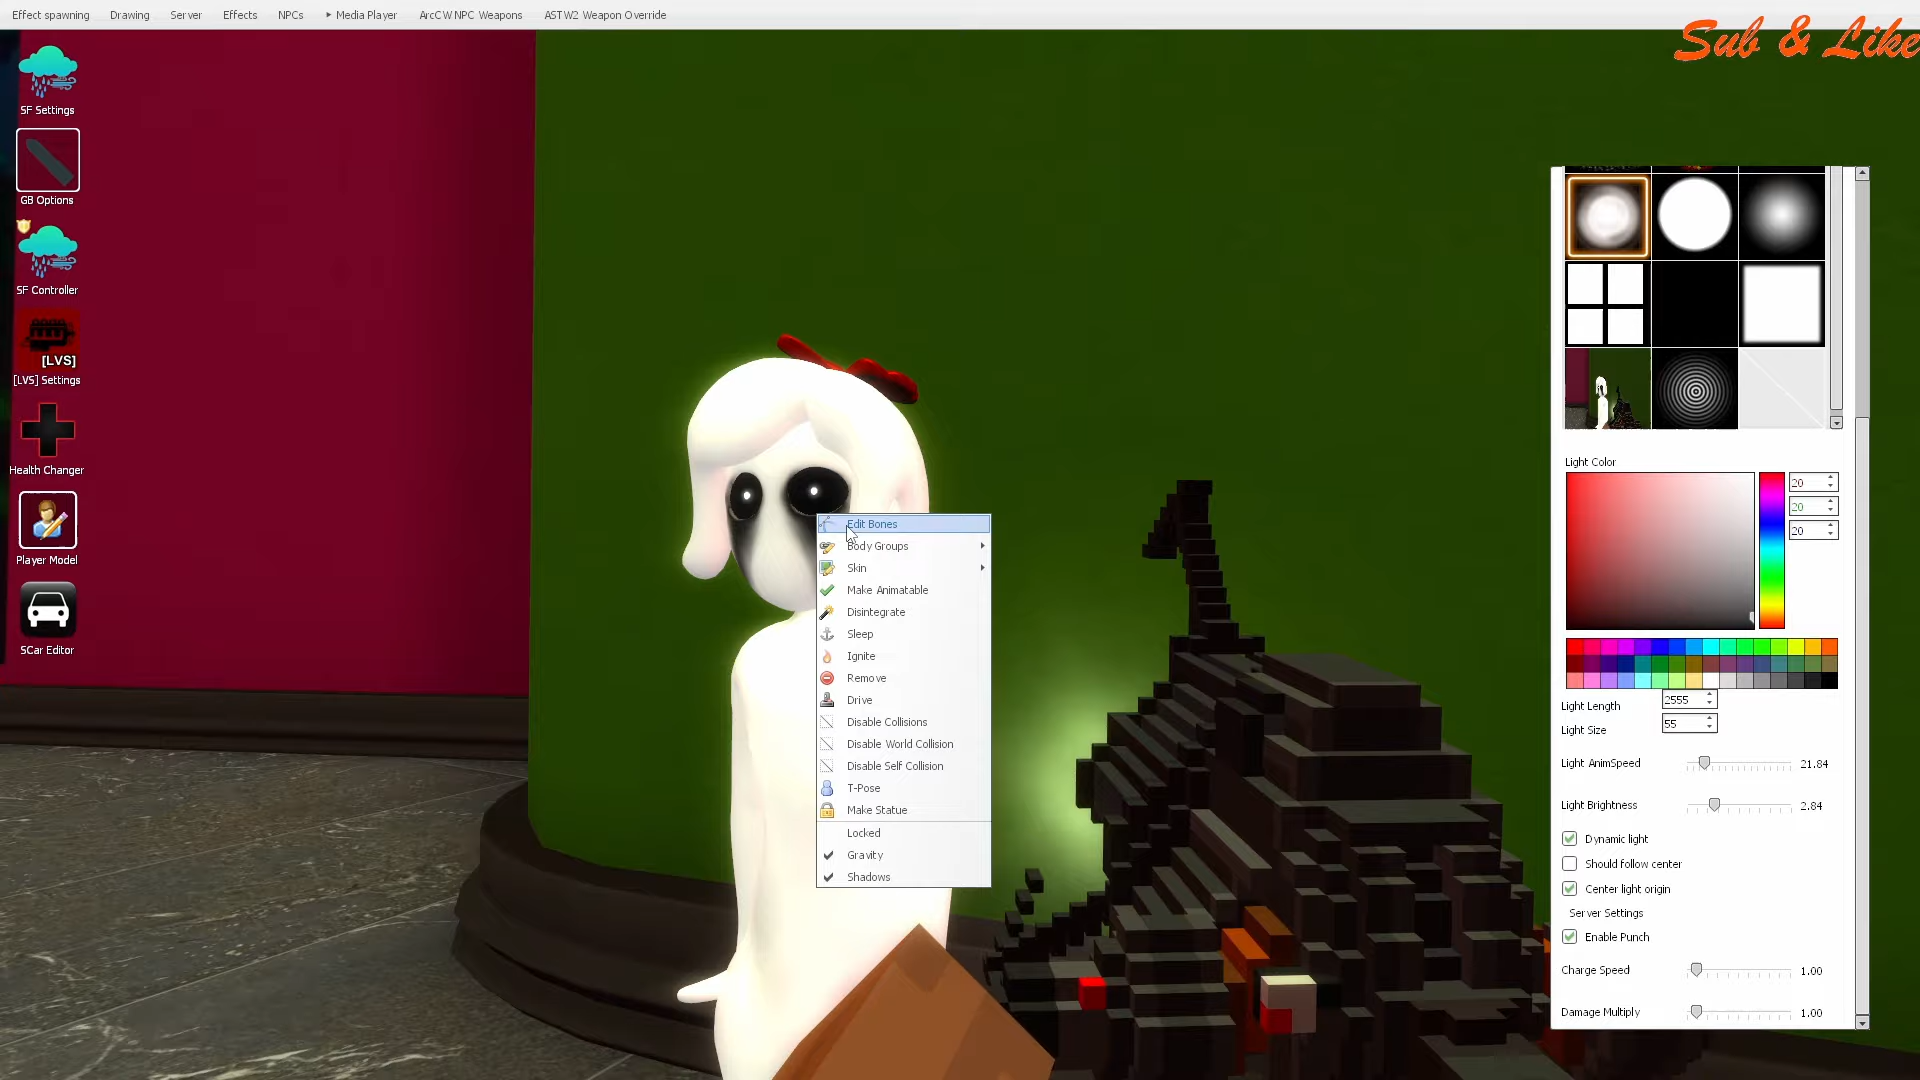 Effect spawning Drawing Server Effects NPCs Media Player ArcCW NPC Weapons ASTW2 Weapon Override
Sub & Like
SF Settings
GB Options
SF Controller
[LVS]
[LVS] Settings
Health Changer
Player Model
SCar Editor
Edit Bones
Body Groups
Skin
Make Animatable
Disintegrate
Sleep
Ignite
Remove
Drive
Disable Collisions
Disable World Collision
Disable Self Collision
T-Pose
Make Statue
Locked
Gravity
Shadows
Light Color
20
20
20
Light Length 2555
Light Size 55
Light AnimSpeed 21.84
Light Brightness 2.84
Dynamic light
Should follow center
Center light origin
Server Settings
Enable Punch
Charge Speed 1.00
Damage Multiply 1.00